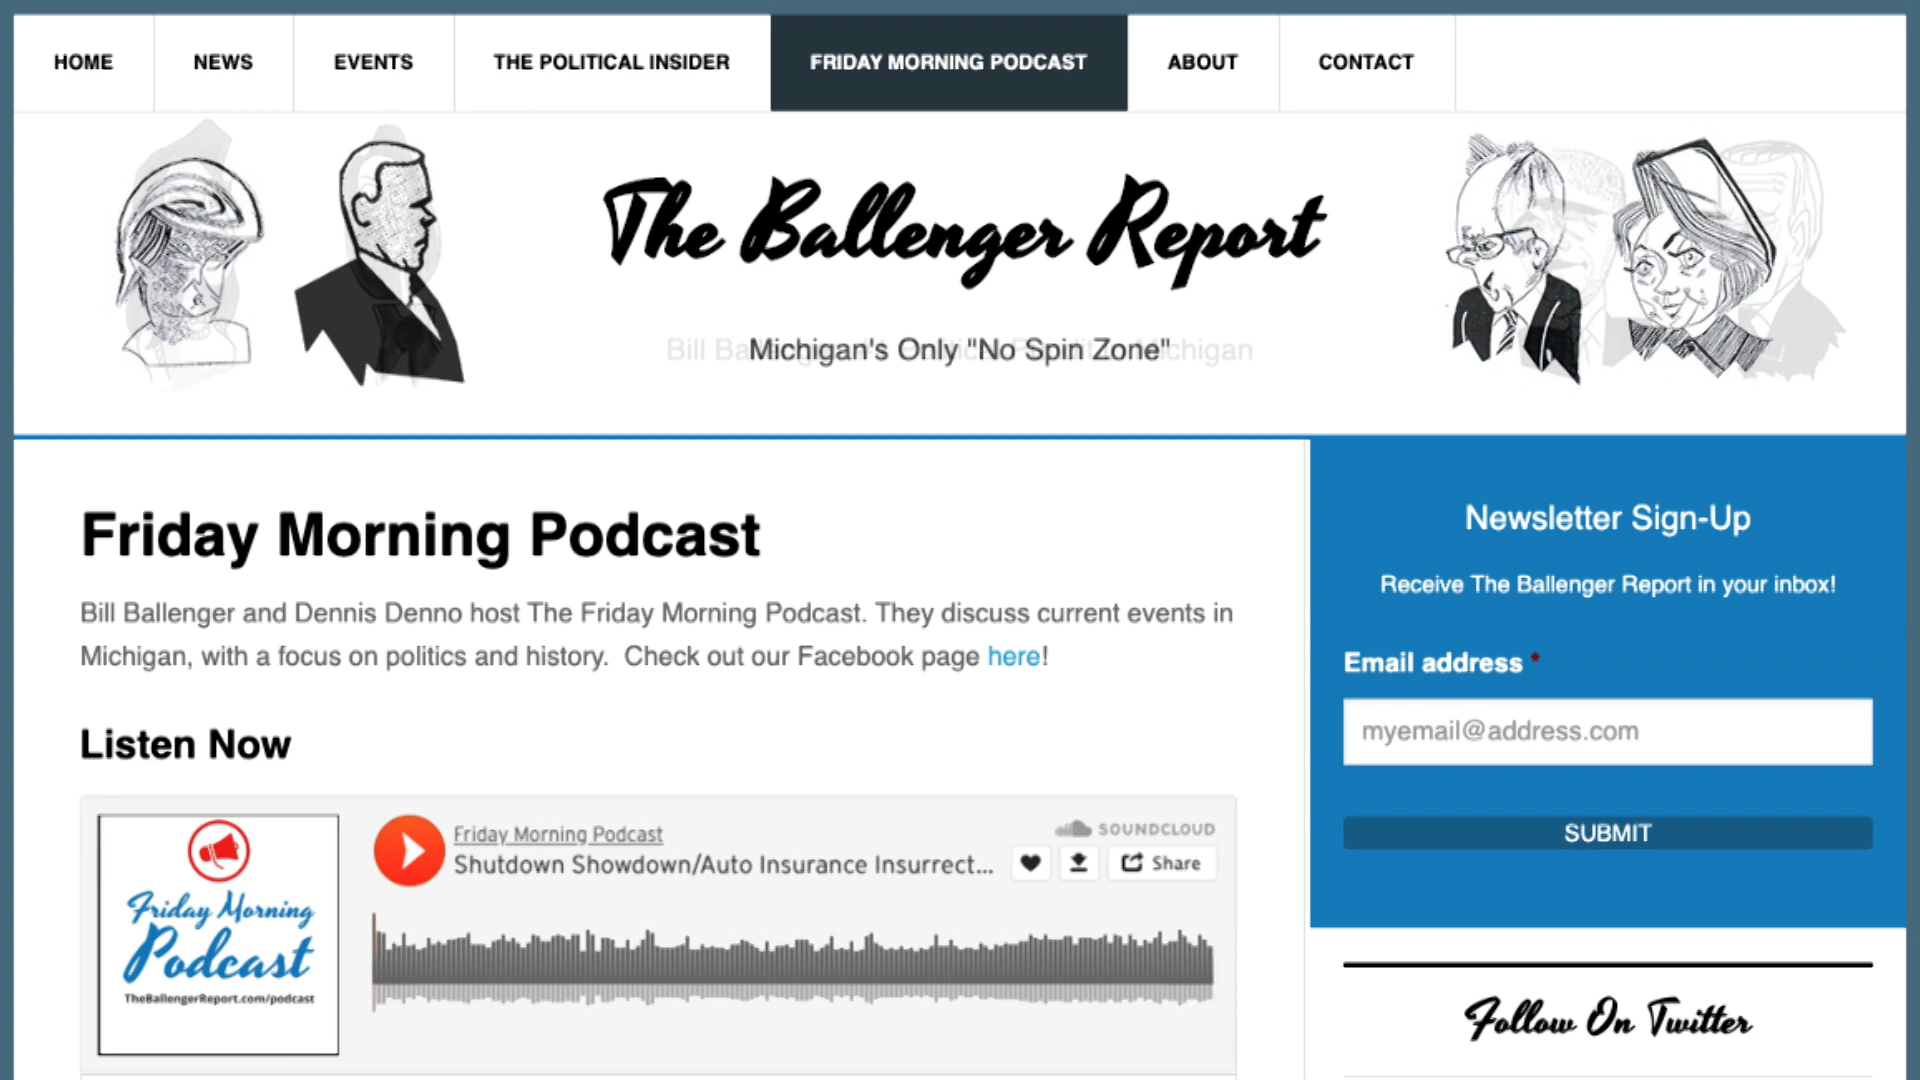 HOME NEWS EVENTS THE POLITICAL INSIDER FRIDAY MORNING PODCAST ABOUT CONTACT
The Ballenger Report
Michigan's Only "No Spin Zone"
Bill Ba
chigan
Friday Morning Podcast
Bill Ballenger and Dennis Denno host The Friday Morning Podcast. They discuss current events in
Michigan, with a focus on politics and history. Check out our Facebook page here!
Listen Now
Friday Morning
Podcast
TheBallengerReport.com/podcast
Friday Morning Podcast
Shutdown Showdown/Auto Insurance Insurrect...
SOUNDCLOUD
Share
Newsletter Sign-Up
Receive The Ballenger Report in your inbox!
Email address *
myemail@address.com
SUBMIT
Follow On Twitter